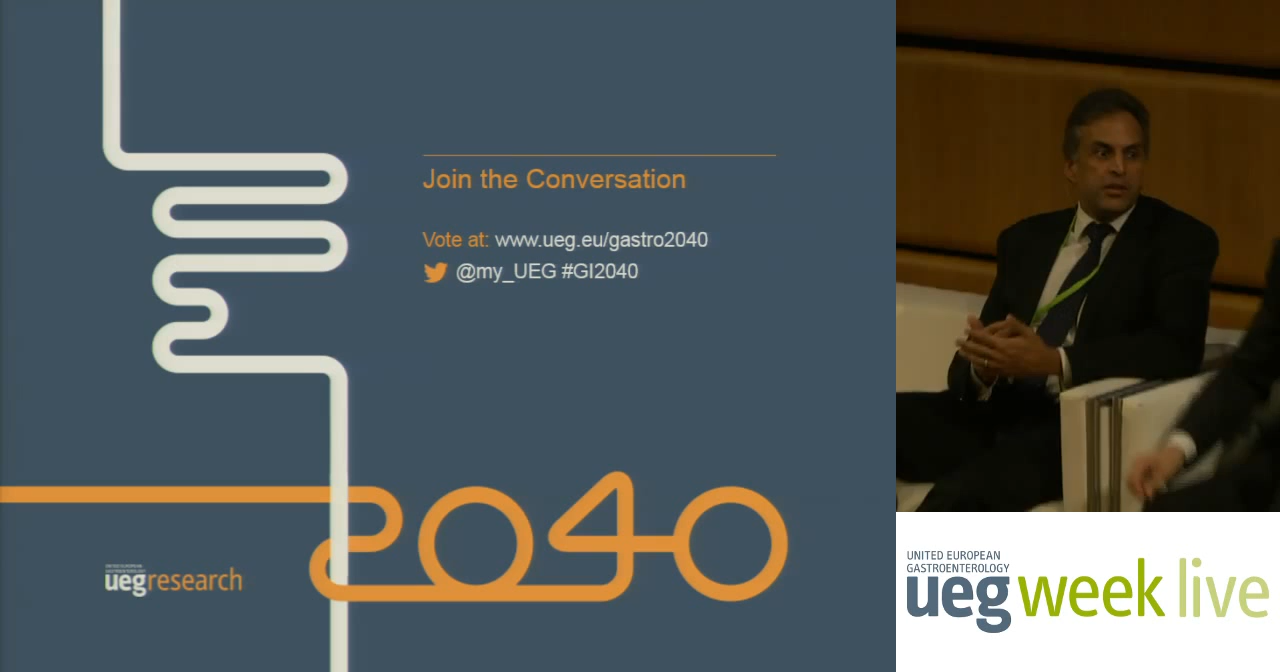 Join the Conversation
Vote at: www.ueg.eu/gastro2040
@my_UEG #GI2040
2040
uegresearch
UNITED EUROPEAN
GASTROENTEROLOGY
ueg week live